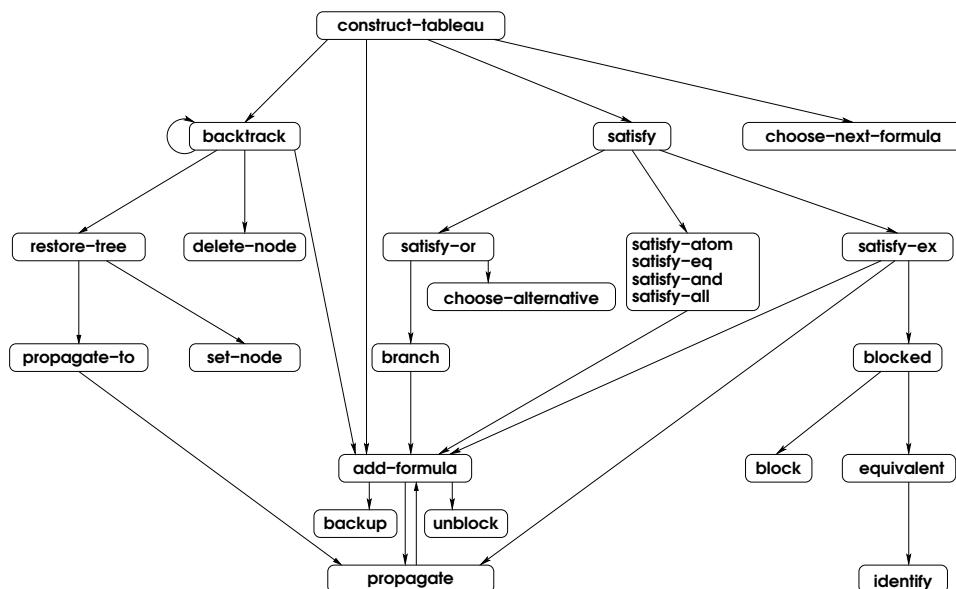 construct-tableau
backtrack
satisfy
choose-next-formula
restore-tree
delete-node
satisfy-or
satisfy-atom
satisfy-eq
satisfy-and
satisfy-all
satisfy-ex
choose-alternative
propagate-to
set-node
branch
blocked
add-formula
block
equivalent
backup
unblock
propagate
identify